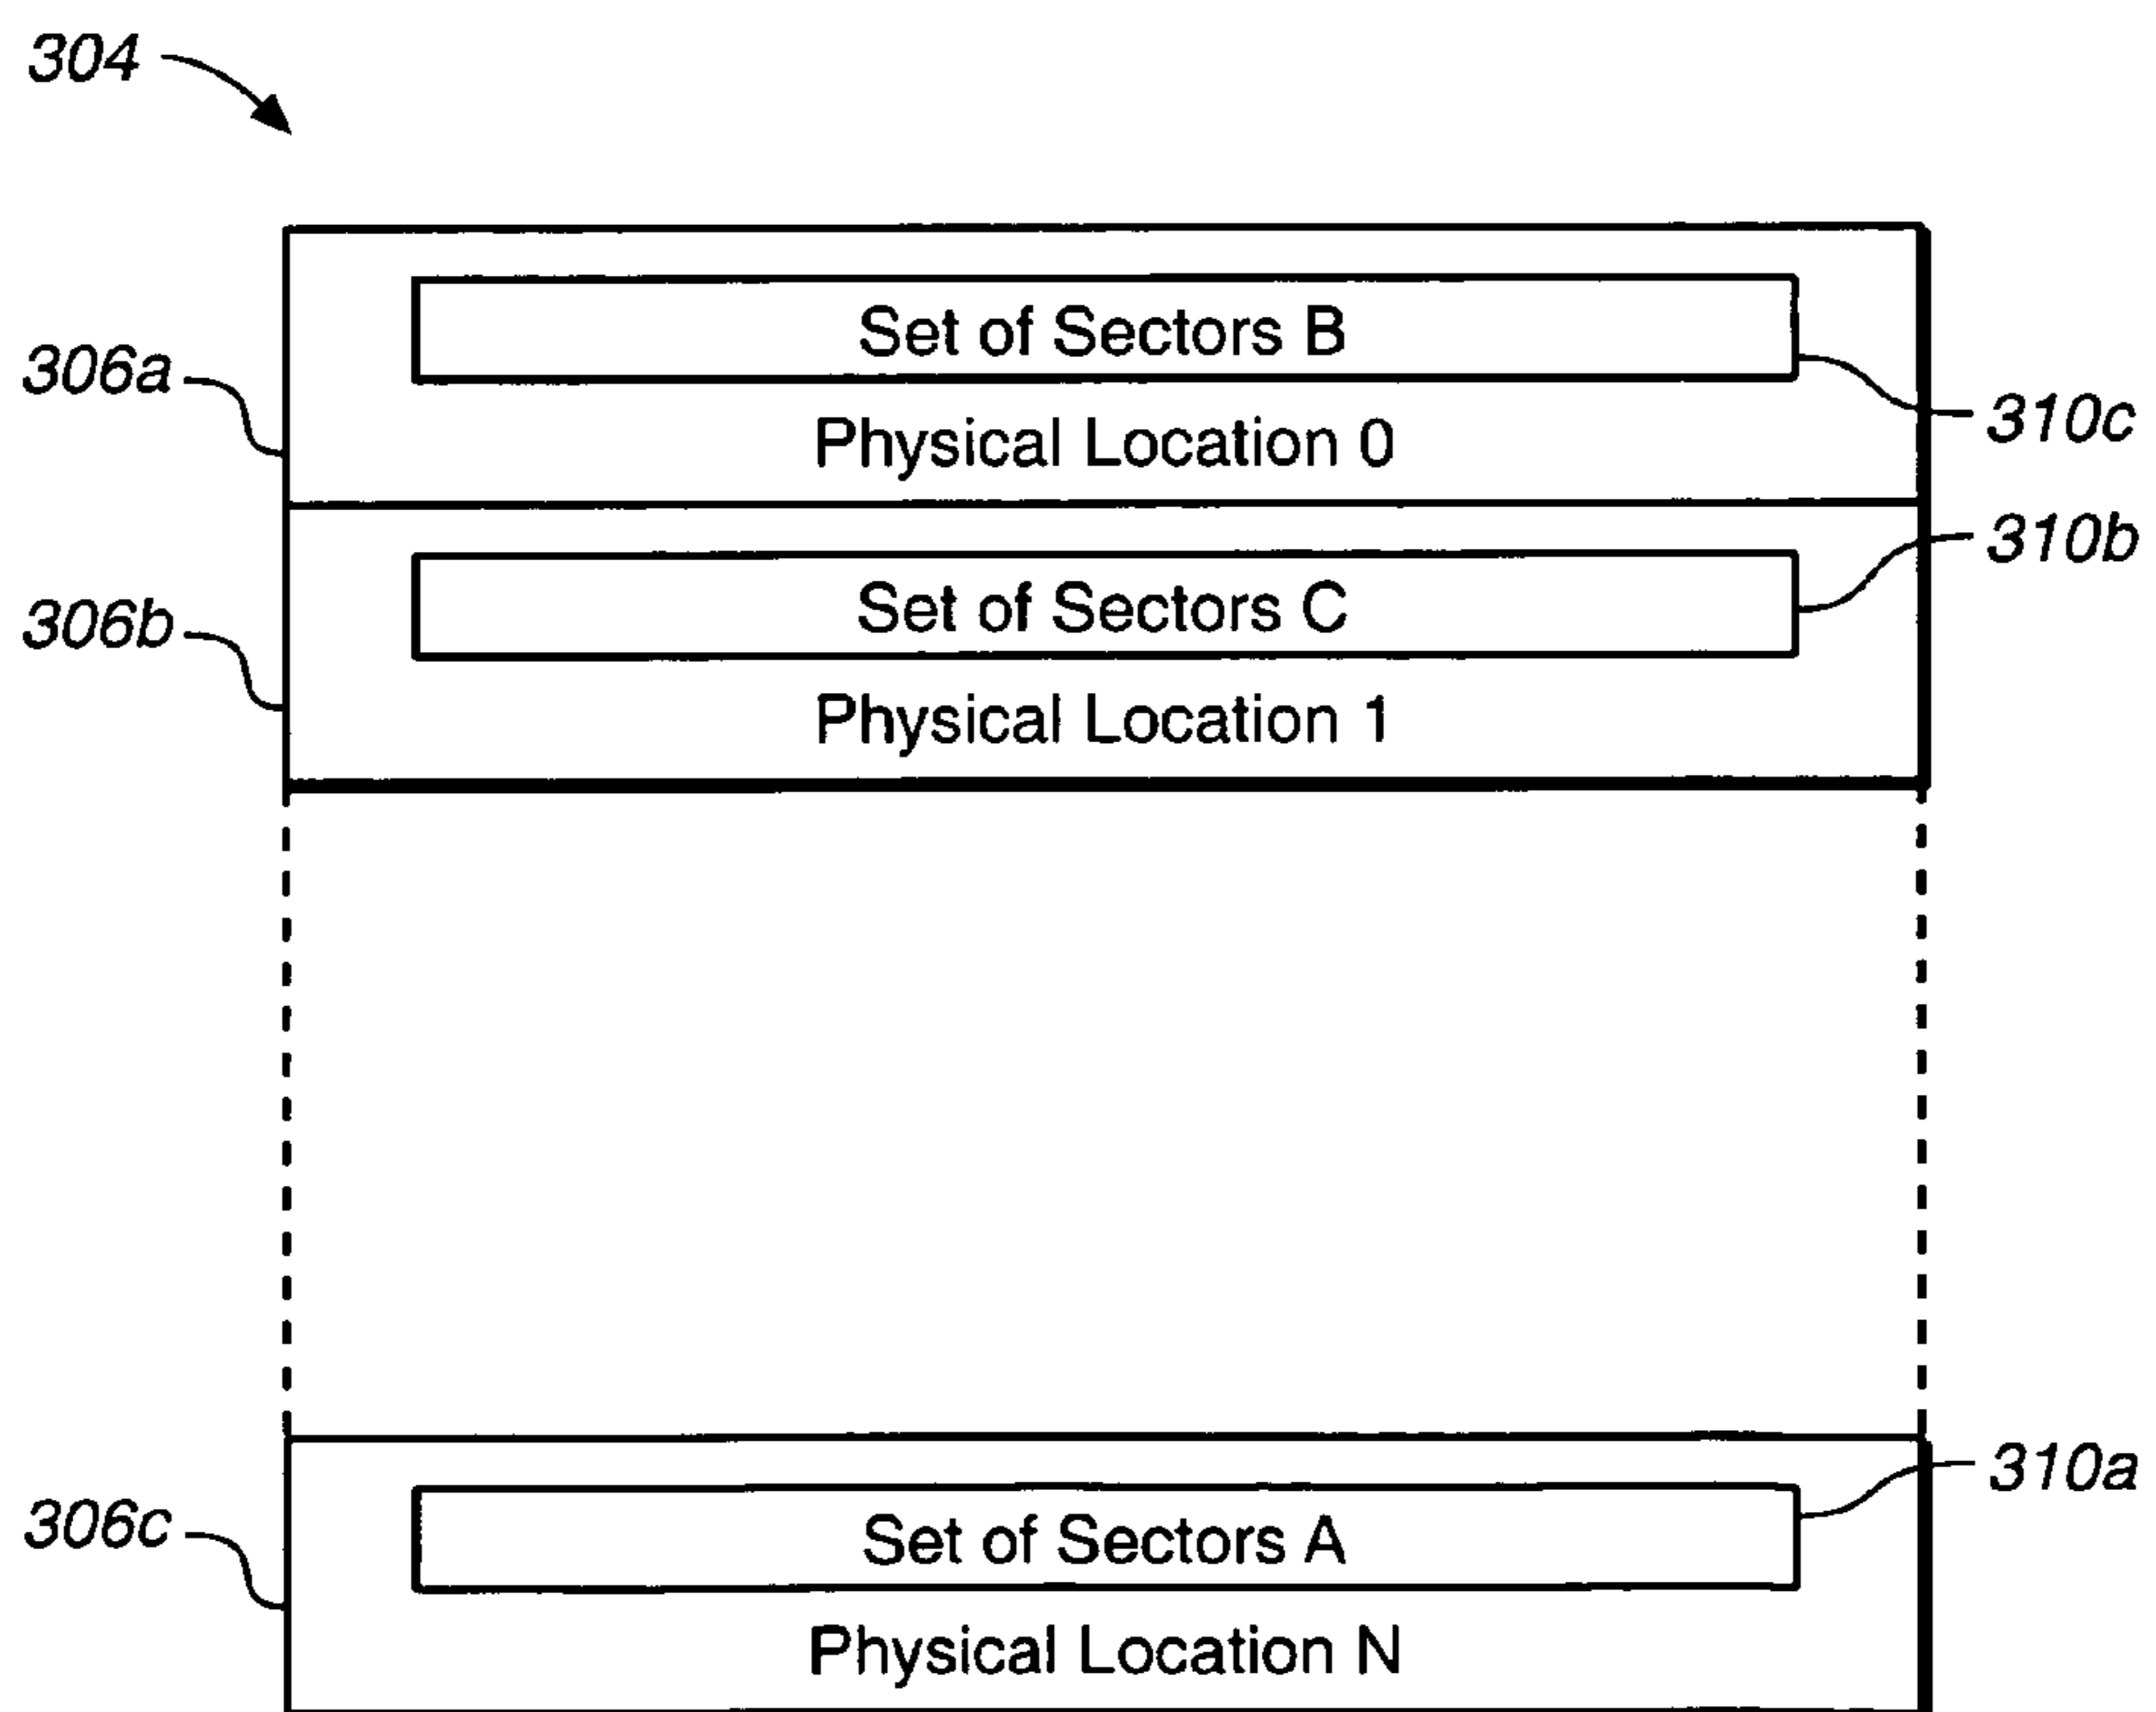 304
Set of Sectors B
306a
Physical Location 0
310c
310b
Set of Sectors C
306b
Physical Location 1
310a
Set of Sectors A
306c
Physical Location N